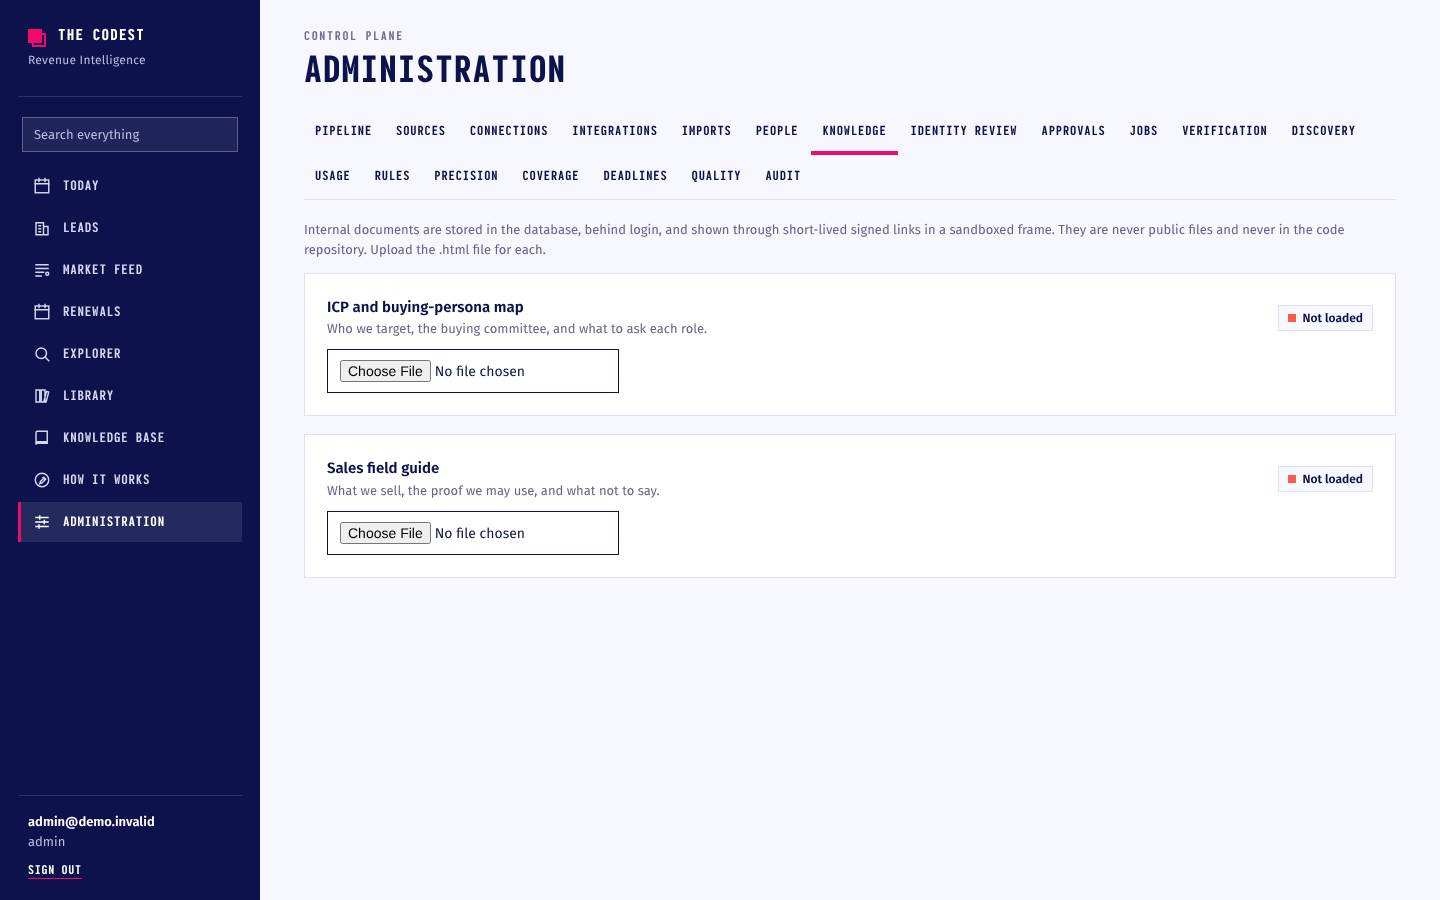 THE CODEST
Revenue Intelligence
Search everything
TODAY
LEADS
MARKET FEED
RENEWALS
EXPLORER
LIBRARY
KNOWLEDGE BASE
HOW IT WORKS
ADMINISTRATION
admin@demo.invalid
admin
SIGN OUT
CONTROL PLANE
ADMINISTRATION
PIPELINE SOURCES CONNECTIONS INTEGRATIONS IMPORTS PEOPLE KNOWLEDGE IDENTITY REVIEW APPROVALS JOBS VERIFICATION DISCOVERY
USAGE RULES PRECISION COVERAGE DEADLINES QUALITY AUDIT
Internal documents are stored in the database, behind login, and shown through short-lived signed links in a sandboxed frame. They are never public files and never in the code
repository. Upload the .html file for each.
ICP and buying-persona map
Not loaded
Who we target, the buying committee, and what to ask each role.
Choose File No file chosen
Sales field guide
Not loaded
What we sell, the proof we may use, and what not to say.
Choose File No file chosen